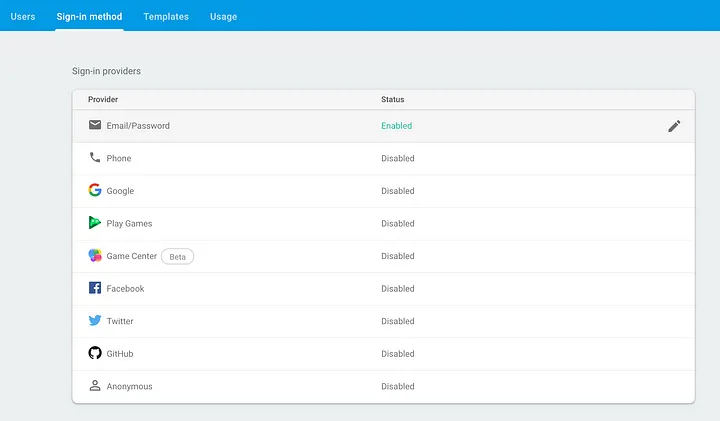 Users Sign-in method Templates Usage
Sign-in providers
Provider Status
Email/Password Enabled
Phone Disabled
Google Disabled
Play Games Disabled
Game Center Beta Disabled
Facebook Disabled
Twitter Disabled
GitHub Disabled
Anonymous Disabled